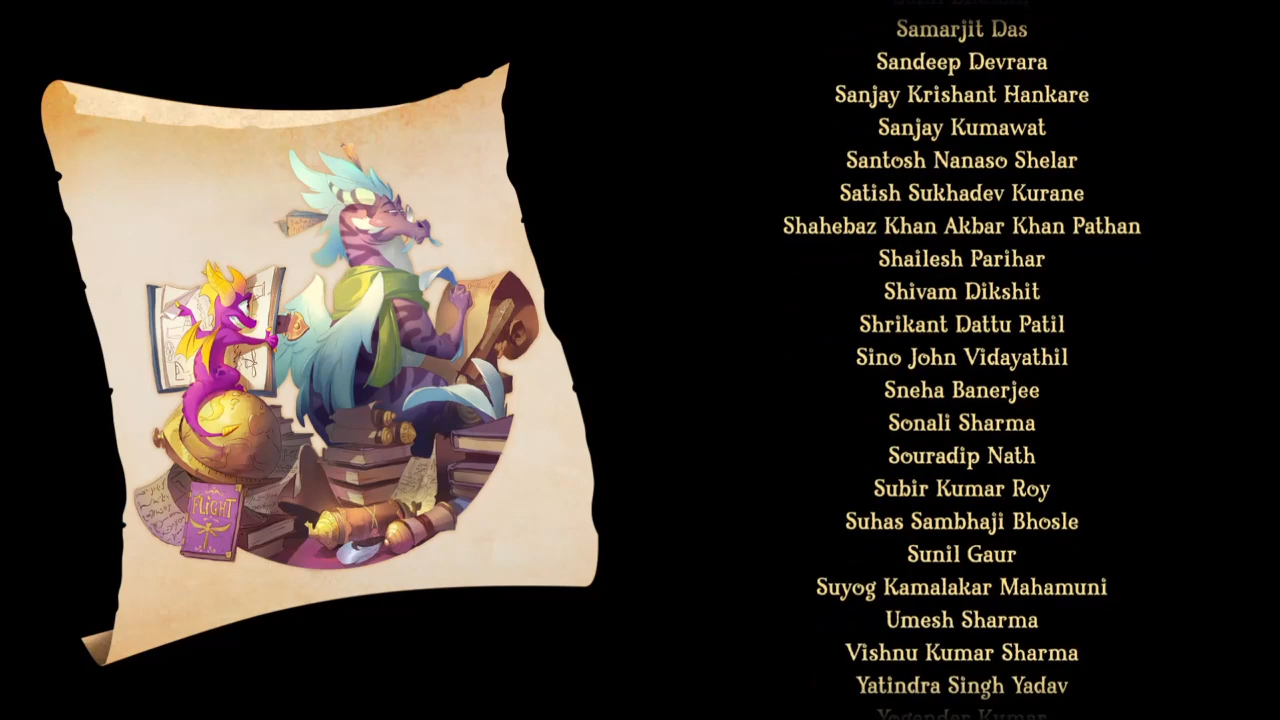 Samarjit Das
Sandeep Devrara
Sanjay Krishant Hankare
Sanjay Kumawat
Santosh Nanaso Shelar
Satish Sukhadev Kurane
Shahebaz Khan Akbar Khan Pathan
Shailesh Parihar
Shivam Dikshit
Shrikant Dattu Patil
Sino John Vidayathil
Sneha Banerjee
Sonali Sharma
Souradip Nath
Subir Kumar Roy
Suhas Sambhaji Bhosle
Sunil Gaur
Suyog Kamalakar Mahamuni
Umesh Sharma
Vishnu Kumar Sharma
Yatindra Singh Yadav
Yogender Kumar
FLIGHT